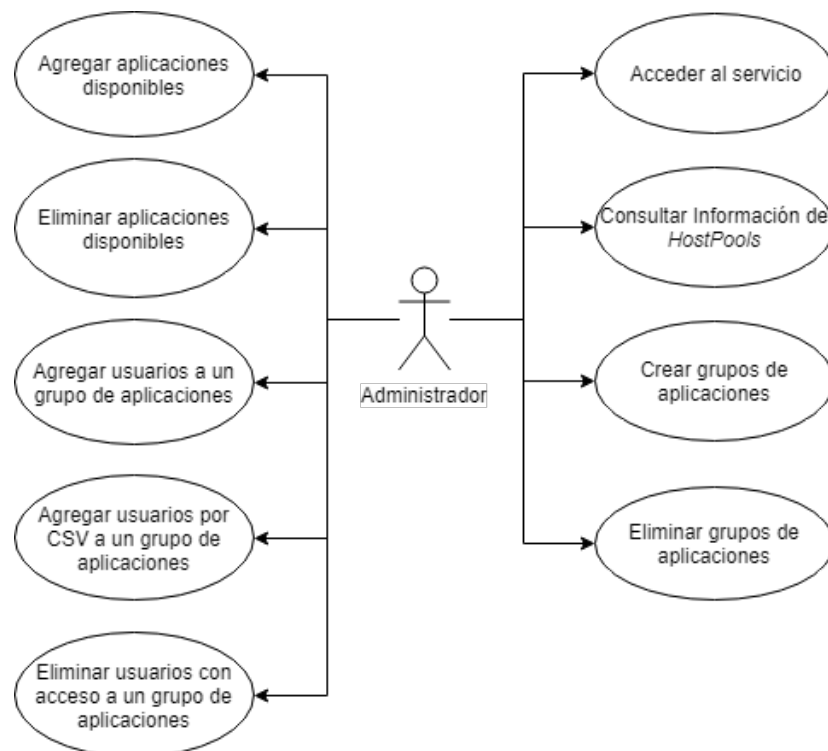 Agregar aplicaciones
disponibles
Eliminar aplicaciones
disponibles
Agregar usuarios a un
grupo de aplicaciones
Agregar usuarios por
CSV a un grupo de
aplicaciones
Eliminar usuarios con
acceso a un grupo de
aplicaciones
Administrador
Acceder al servicio
Consultar Información de
HostPools
Crear grupos de
aplicaciones
Eliminar grupos de
aplicaciones